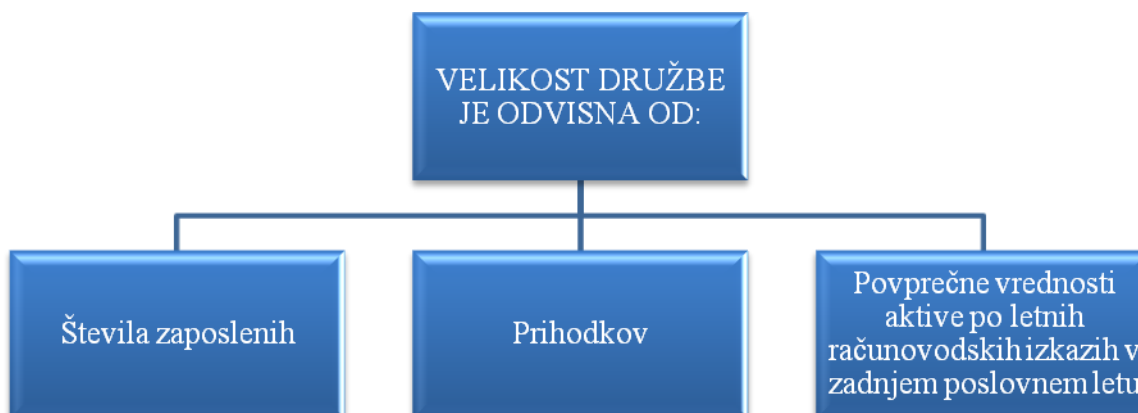 VELIKOST DRUŽBE
JE ODVISNA OD:
Števila zaposlenih
Prihodkov
Povprečne vrednosti
aktive po letnih
računovodskih izkazih v
zadnjem poslovnem letu